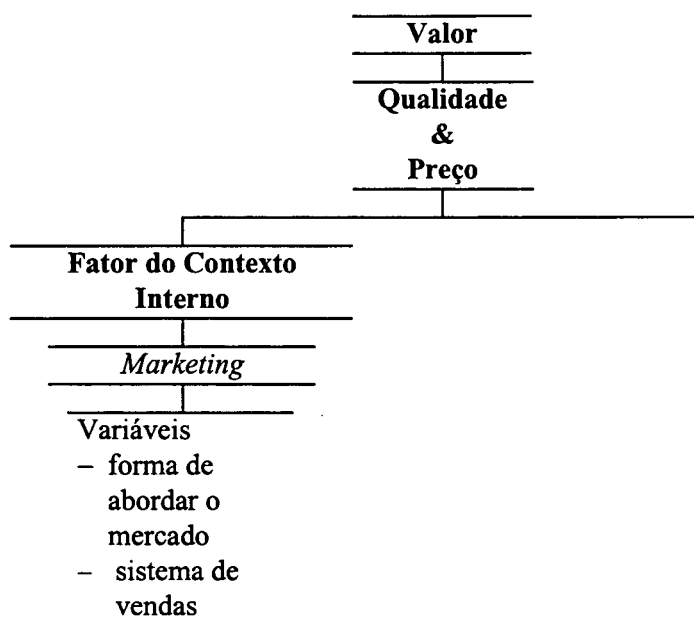 Valor
Qualidade
&
Preço
Fator do Contexto
Interno
Marketing
Variáveis
– forma de
abordar o
mercado
– sistema de
vendas